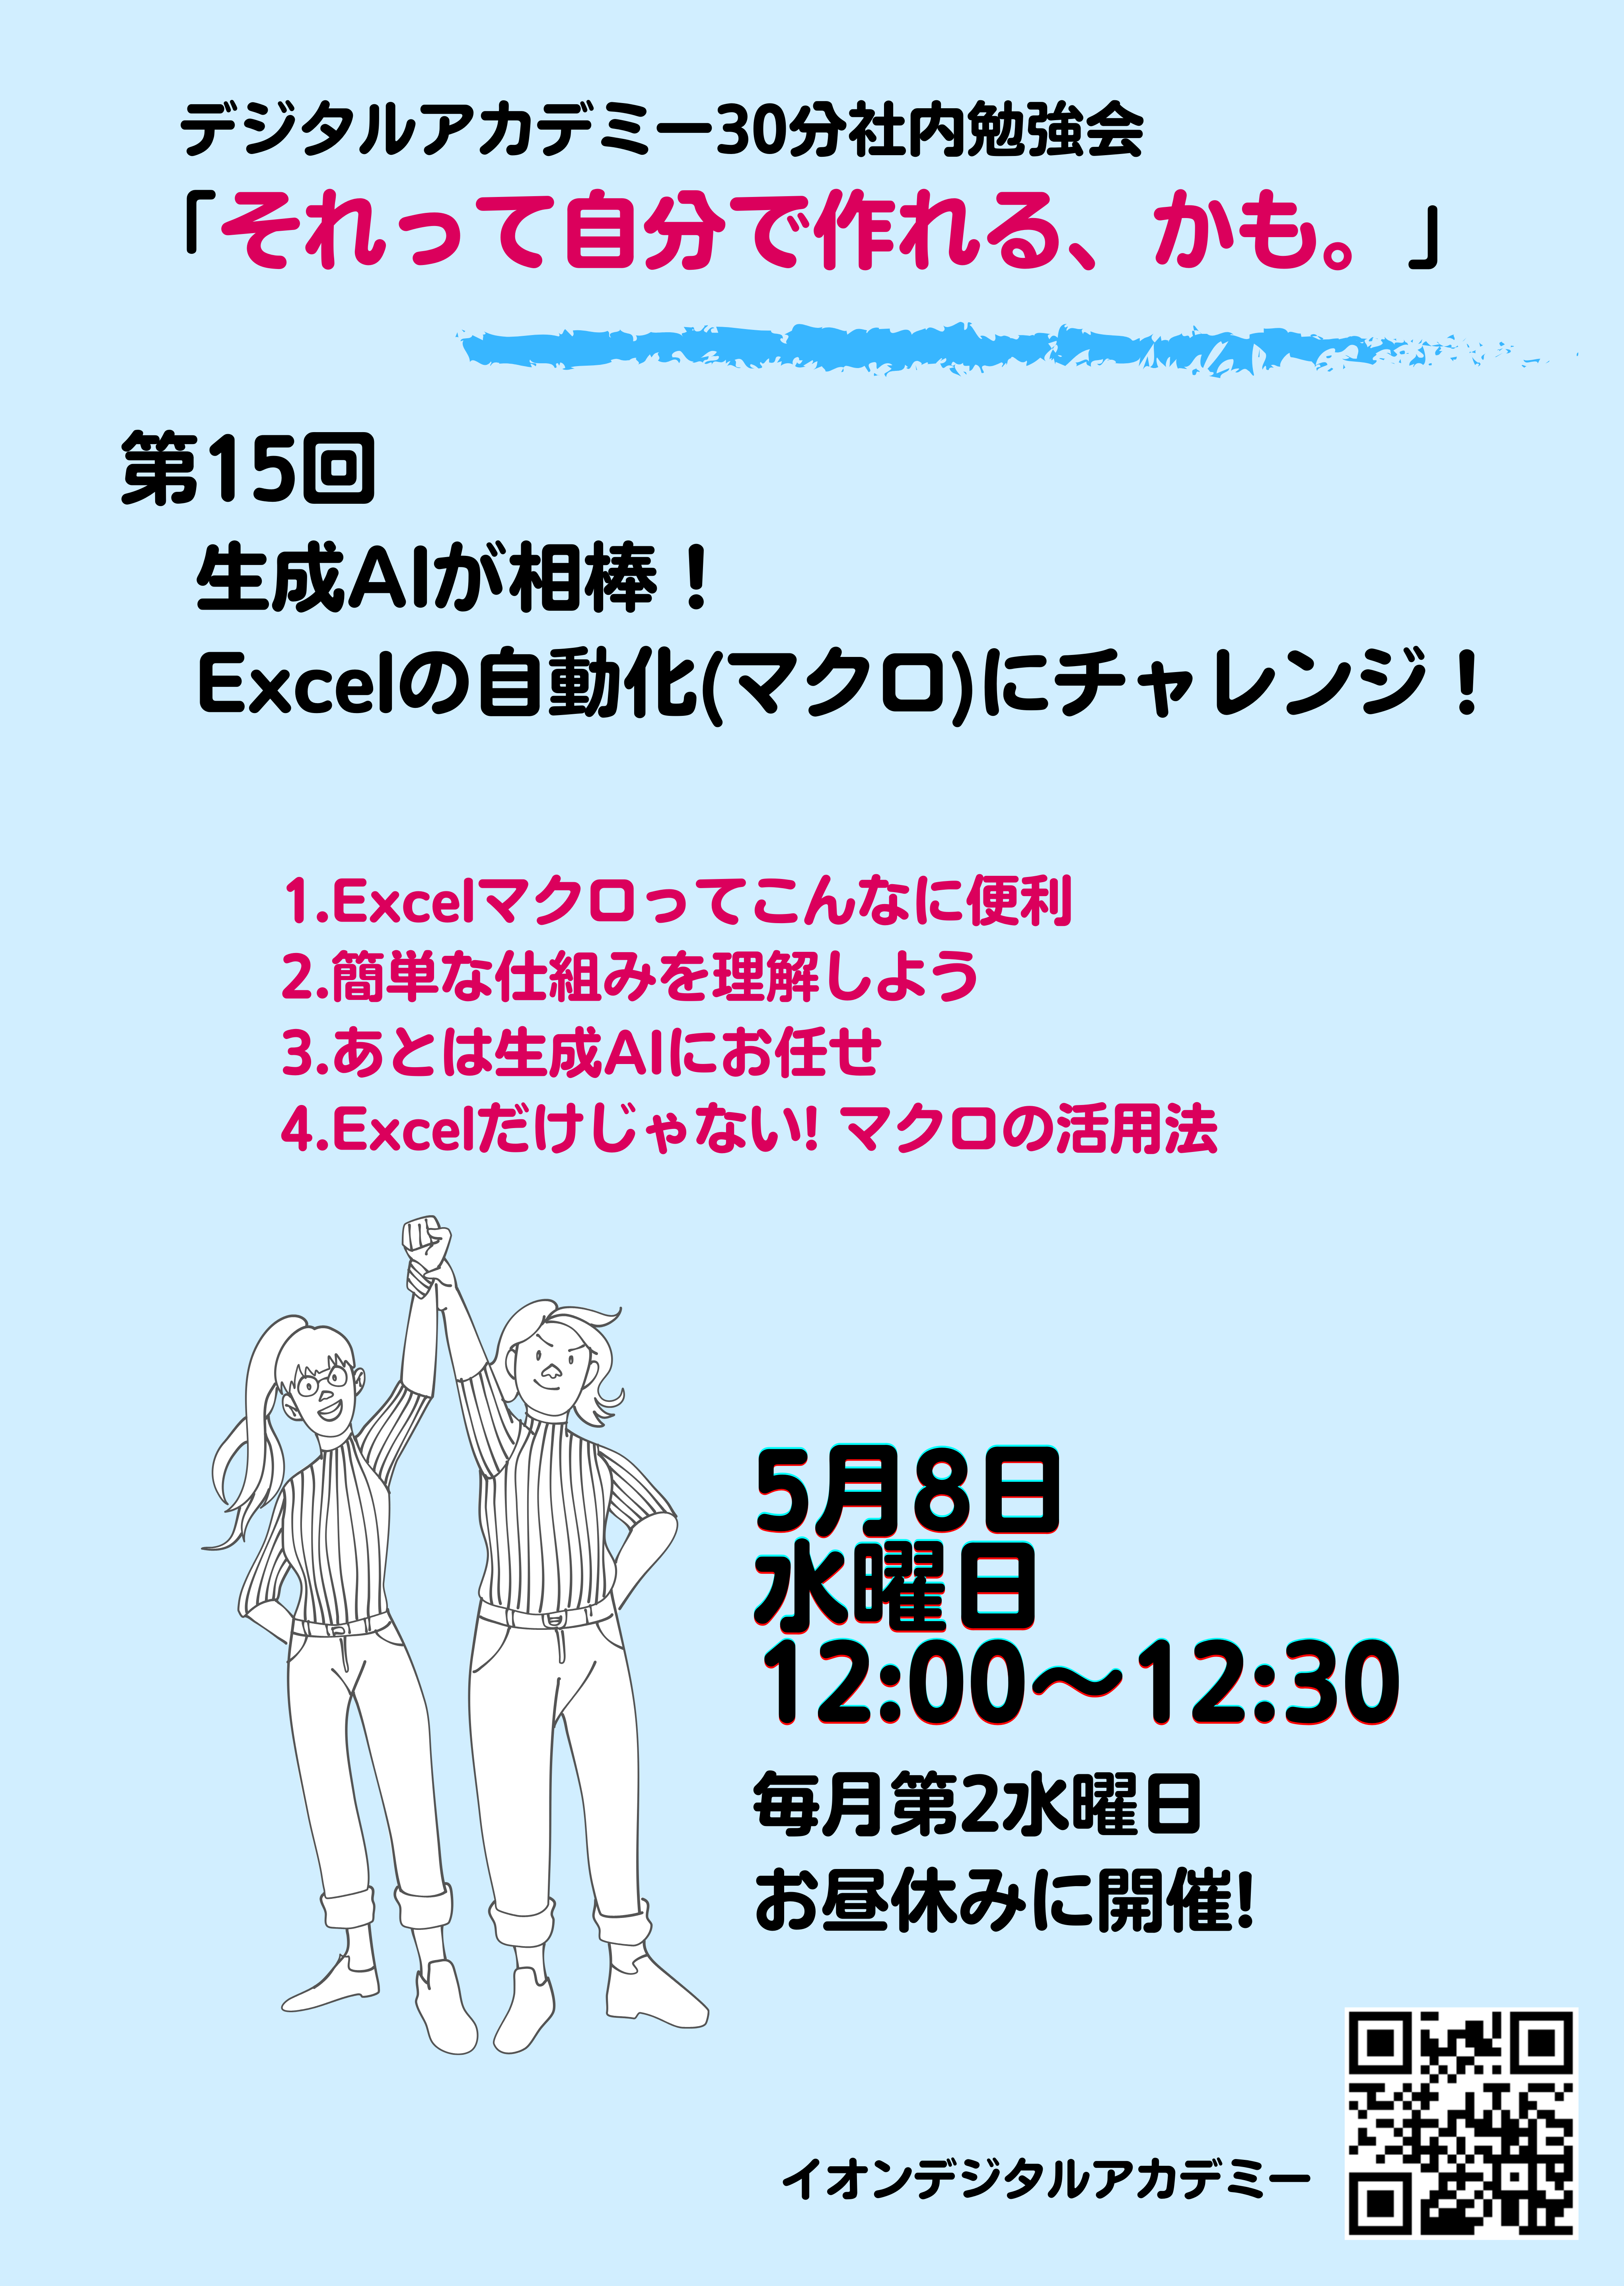 デジタルアカデミー30分社内勉強会
「それって自分で作れる、かも。」
第15回
生成AIが相棒！
Excelの自動化(マクロ)にチャレンジ！
1.Excelマクロってこんなに便利
2.簡単な仕組みを理解しよう
3.あとは生成AIにお任せ
4.Excelだけじゃない! マクロの活用法
5月8日
水曜日
12:00～12:30
毎月第2水曜日
お昼休みに開催!
イオンデジタルアカデミー